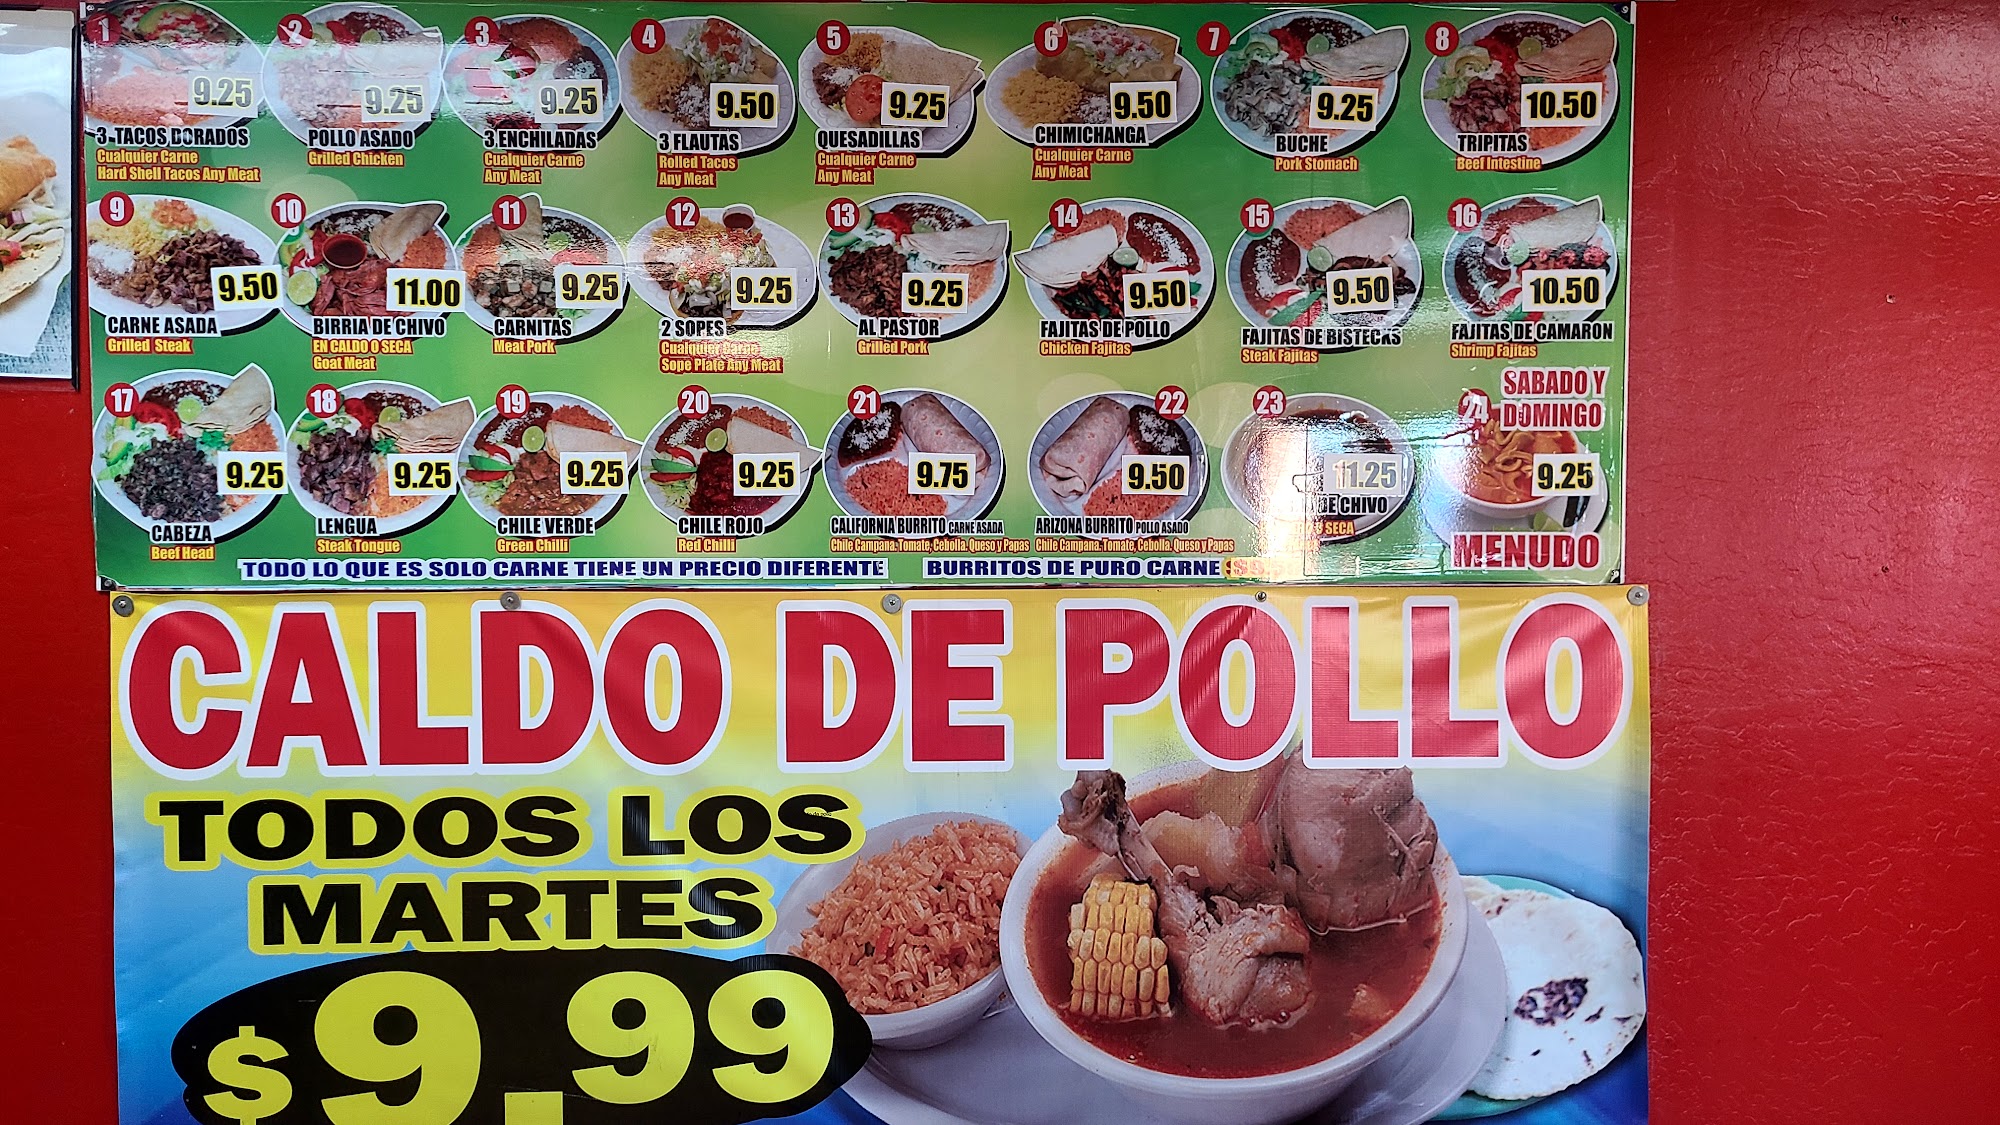 1
9.25
3 TACOS DORADOS
Cualquier Carne
Hard Shell Tacos Any Meat
2
9.25
POLLO ASADO
Grilled Chicken
3
9.25
3 ENCHILADAS
Cualquier Carne
Any Meat
4
9.50
3 FLAUTAS
Rolled Tacos
Any Meat
5
9.25
QUESADILLAS
Cualquier Carne
Any Meat
6
9.50
CHIMICHANGA
Cualquier Carne
Any Meat
7
9.25
BUCHE
Pork Stomach
8
10.50
TRIPITAS
Beef Intestine
9
9.50
CARNE ASADA
Grilled Steak
10
11.00
BIRRIA DE CHIVO
EN CALDO O SECA
Goat Meat
11
9.25
CARNITAS
Meat Pork
12
9.25
2 SOPES
Cualquier Carne
Sope Plate Any Meat
13
9.25
AL PASTOR
Grilled Pork
14
9.50
FAJITAS DE POLLO
Chicken Fajitas
15
9.50
FAJITAS DE BISTECKS
Steak Fajitas
16
10.50
FAJITAS DE CAMARON
Shrimp Fajitas
17
9.25
CABEZA
Beef Head
18
9.25
LENGUA
Steak Tongue
19
9.25
CHILE VERDE
Green Chilli
20
9.25
CHILE ROJO
Red Chilli
21
9.75
CALIFORNIA BURRITO CARNE ASADA
Chile Campana. Tomate, Cebolla. Queso y Papas
22
9.50
ARIZONA BURRITO POLLO ASADO
Chile Campana. Tomate, Cebolla. Queso y Papas
23
11.25
DE CHIVO
SECA
SABADO Y
DOMINGO
24
9.25
MENUDO
TODO LO QUE ES SOLO CARNE TIENE UN PRECIO DIFERENTE
BURRITOS DE PURO CARNE
CALDO DE POLLO
TODOS LOS
MARTES
$9.99